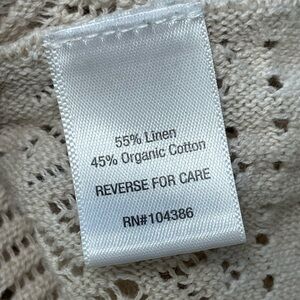 55% Linen
45% Organic Cotton
REVERSE FOR CARE
RN#104386